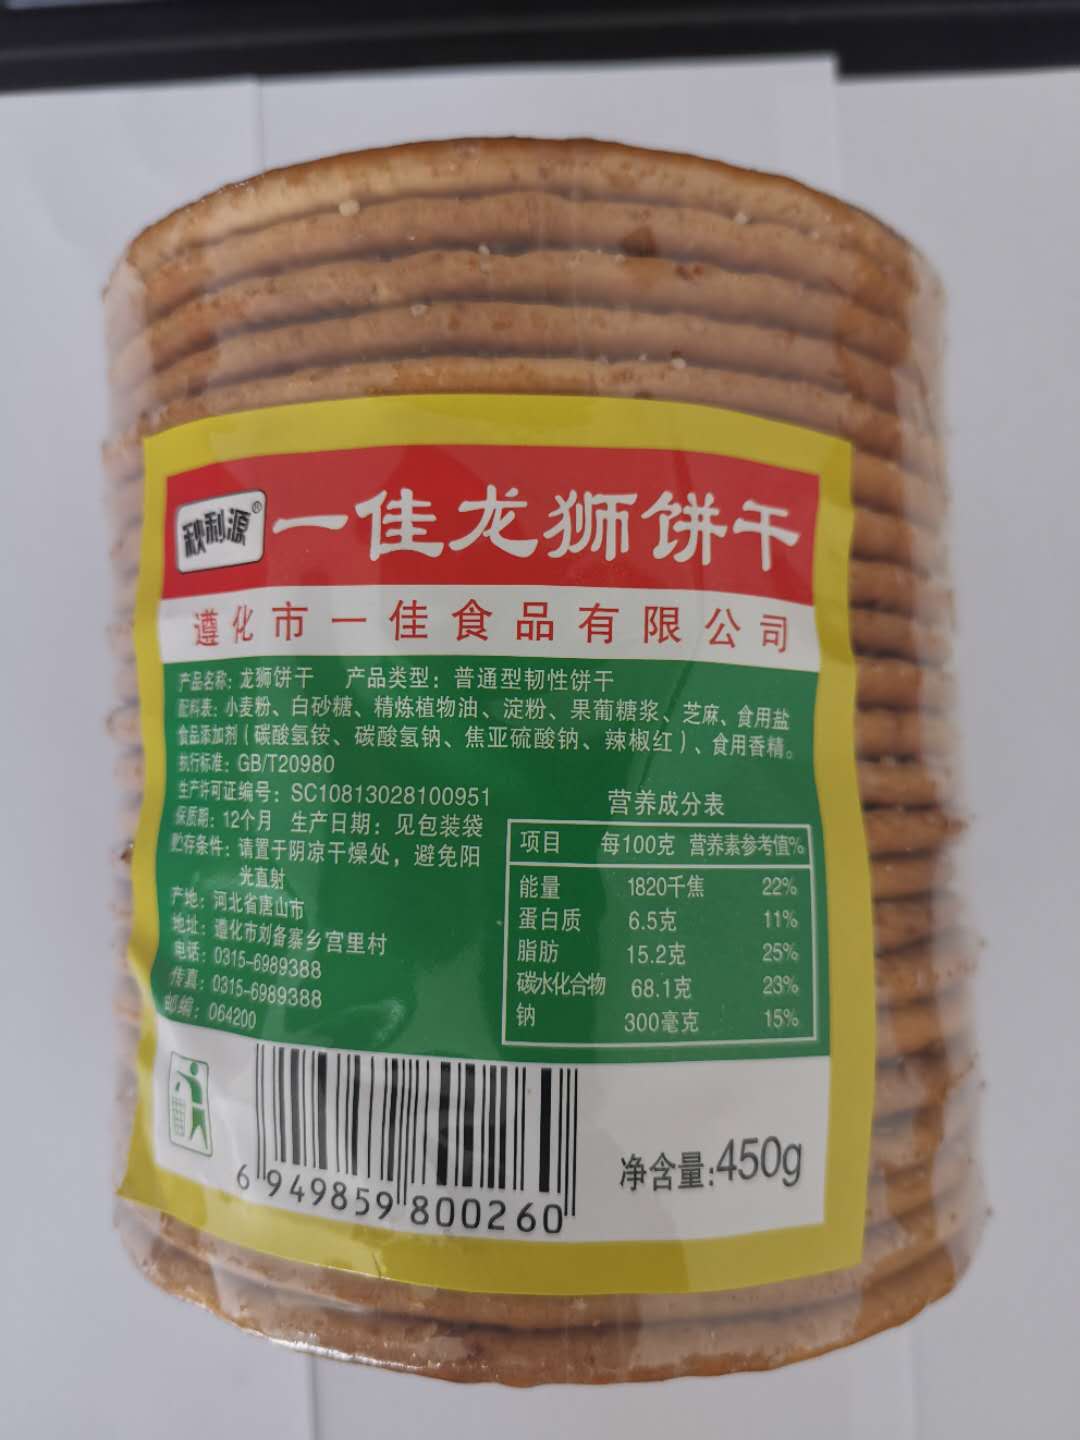 秋利源® 一佳龙狮饼干
遵化市一佳食品有限公司
产品名称: 龙狮饼干 产品类型: 普通型韧性饼干
配料表: 小麦粉、白砂糖、精炼植物油、淀粉、果葡糖浆、芝麻、食用盐
食品添加剂(碳酸氢铵、碳酸氢钠、焦亚硫酸钠、辣椒红)、食用香精。
执行标准: GB/T20980
生产许可证编号: SC10813028100951
保质期: 12个月 生产日期: 见包装袋
贮存条件: 请置于阴凉干燥处, 避免阳
光直射
产地: 河北省唐山市
地址: 遵化市刘备寨乡宫里村
电话: 0315-6989388
传真: 0315-6989388
邮编: 064200
营养成分表
项目 每100克 营养素参考值%
能量 1820千焦 22%
蛋白质 6.5克 11%
脂肪 15.2克 25%
碳水化合物 68.1克 23%
钠 300毫克 15%
6 949859 800260
净含量:450g